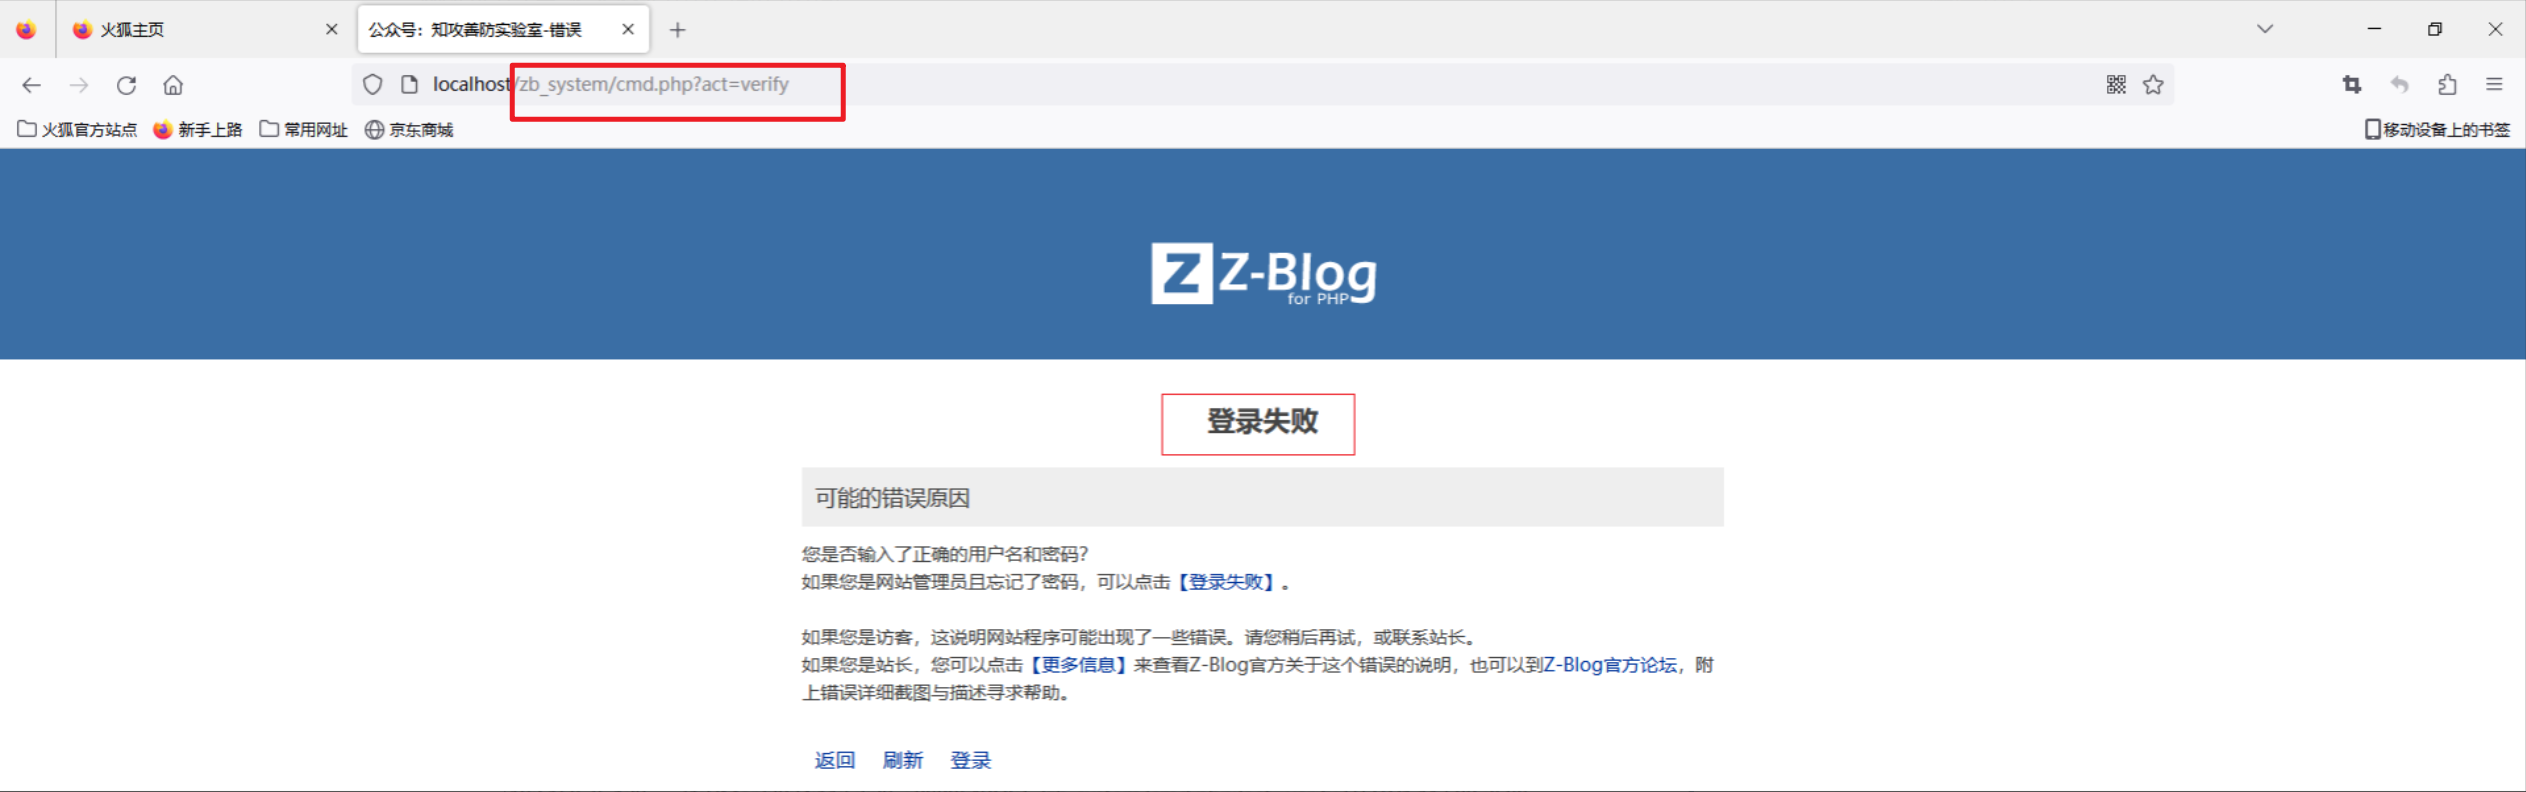 火狐主页
公众号：知攻善防实验室-错误
localhost/zb_system/cmd.php?act=verify
火狐官方站点 新手上路 常用网址 京东商城 移动设备上的书签
Z Z-Blog
for PHP
登录失败
可能的错误原因
您是否输入了正确的用户名和密码？
如果您是网站管理员且忘记了密码，可以点击【登录失败】。
如果您是访客，这说明网站程序可能出现了一些错误。请您稍后再试，或联系站长。
如果您是站长，您可以点击【更多信息】来查看Z-Blog官方关于这个错误的说明，也可以到Z-Blog官方论坛，附
上错误详细截图与描述寻求帮助。
返回 刷新 登录